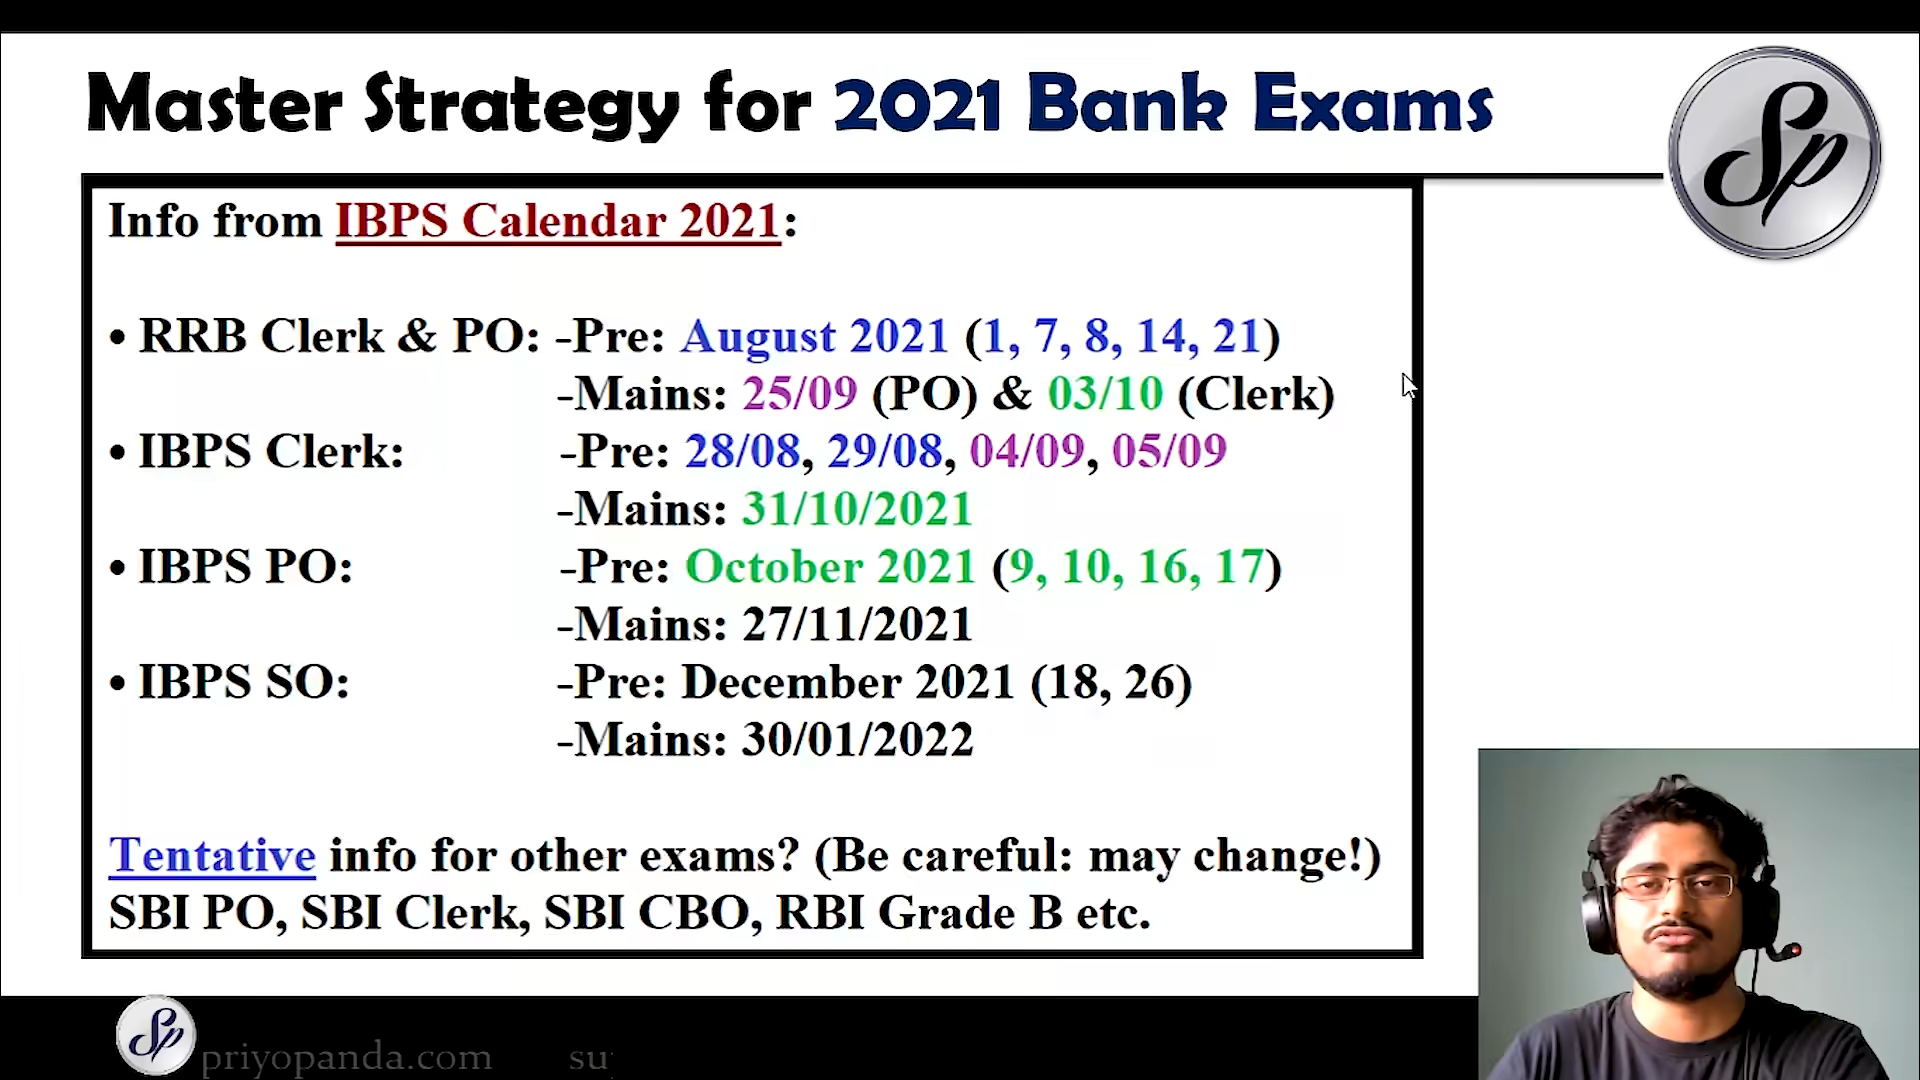 Master Strategy for 2021 Bank Exams
Sp
Info from IBPS Calendar 2021:
• RRB Clerk & PO: -Pre: August 2021 (1, 7, 8, 14, 21)
-Mains: 25/09 (PO) & 03/10 (Clerk)
• IBPS Clerk: -Pre: 28/08, 29/08, 04/09, 05/09
-Mains: 31/10/2021
• IBPS PO: -Pre: October 2021 (9, 10, 16, 17)
-Mains: 27/11/2021
• IBPS SO: -Pre: December 2021 (18, 26)
-Mains: 30/01/2022
Tentative info for other exams? (Be careful: may change!)
SBI PO, SBI Clerk, SBI CBO, RBI Grade B etc.
Sp priyopanda.com su